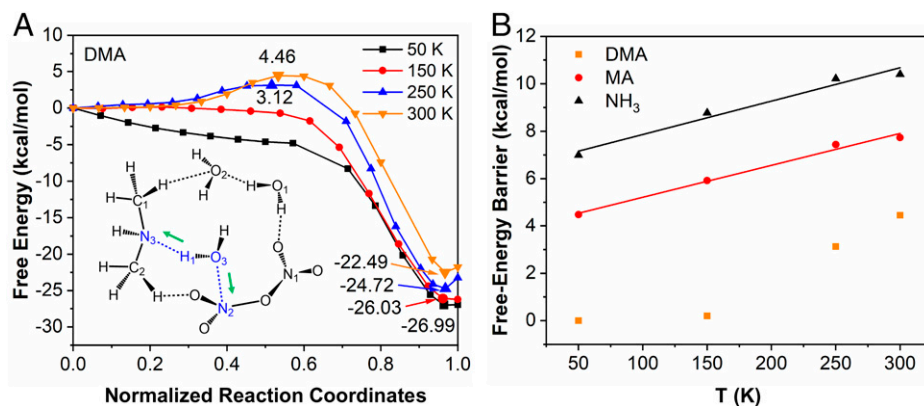 A
DMA
50 K
150 K
250 K
300 K
4.46
3.12
-22.49
-24.72
-26.03
-26.99
10
5
0
-5
-10
-15
-20
-25
-30
Free Energy (kcal/mol)
0.0 0.2 0.4 0.6 0.8 1.0
Normalized Reaction Coordinates
H H O₂ H O₁
H C₁ H H H
H N₃ H
H₁ O₃ O
H C₂ O N₁ O
H H O N₂ O
O
B
DMA
MA
NH₃
12
10
8
6
4
2
0
Free-Energy Barrier (kcal/mol)
50 100 150 200 250 300
T (K)